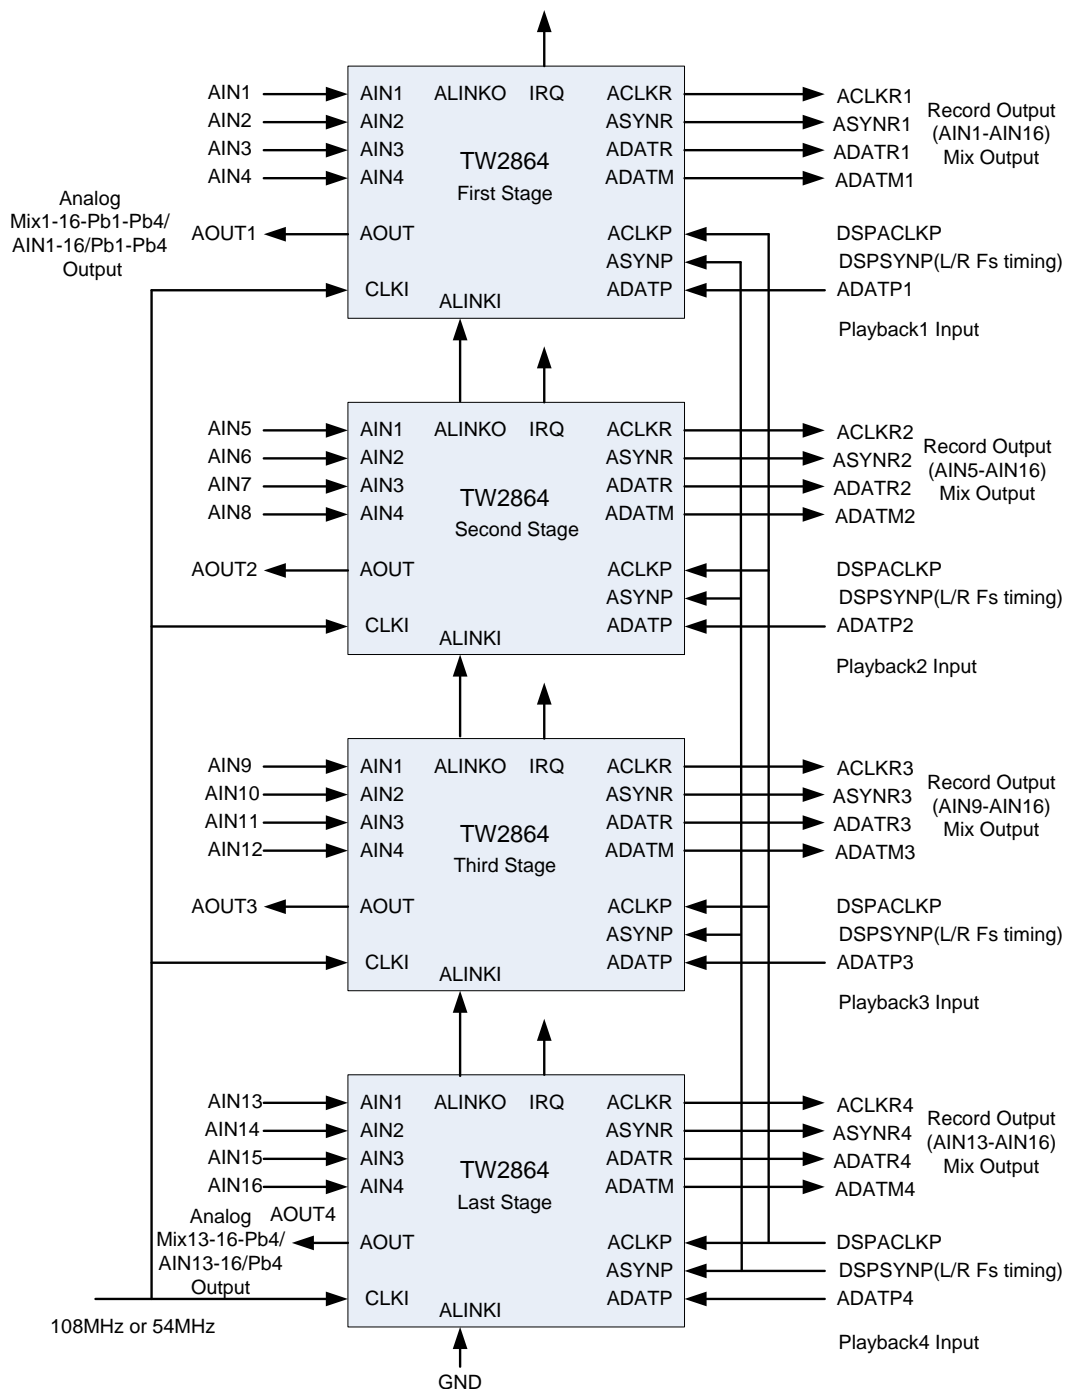 AIN1
AIN2
AIN3
AIN4
Analog
Mix1-16-Pb1-Pb4/
AIN1-16/Pb1-Pb4
Output
AOUT1
AIN1 ALINKO IRQ ACLKR
AIN2 ASYNR
AIN3 ADATR
AIN4 ADATM
TW2864
First Stage
AOUT ACLKP
ASYNP
CLKI ADATP
ALINKI
ACLKR1
ASYNR1
ADATR1
ADATM1
Record Output
(AIN1-AIN16)
Mix Output
DSPACLKP
DSPSYNP(L/R Fs timing)
ADATP1
Playback1 Input
AIN5
AIN6
AIN7
AIN8
AOUT2
AIN1 ALINKO IRQ ACLKR
AIN2 ASYNR
AIN3 ADATR
AIN4 ADATM
TW2864
Second Stage
AOUT ACLKP
ASYNP
CLKI ADATP
ALINKI
ACLKR2
ASYNR2
ADATR2
ADATM2
Record Output
(AIN5-AIN16)
Mix Output
DSPACLKP
DSPSYNP(L/R Fs timing)
ADATP2
Playback2 Input
AIN9
AIN10
AIN11
AIN12
AOUT3
AIN1 ALINKO IRQ ACLKR
AIN2 ASYNR
AIN3 ADATR
AIN4 ADATM
TW2864
Third Stage
AOUT ACLKP
ASYNP
CLKI ADATP
ALINKI
ACLKR3
ASYNR3
ADATR3
ADATM3
Record Output
(AIN9-AIN16)
Mix Output
DSPACLKP
DSPSYNP(L/R Fs timing)
ADATP3
Playback3 Input
AIN13
AIN14
AIN15
AIN16
Analog
Mix13-16-Pb4/
AIN13-16/Pb4
Output
AOUT4
AIN1 ALINKO IRQ ACLKR
AIN2 ASYNR
AIN3 ADATR
AIN4 ADATM
TW2864
Last Stage
AOUT ACLKP
ASYNP
CLKI ADATP
ALINKI
ACLKR4
ASYNR4
ADATR4
ADATM4
Record Output
(AIN13-AIN16)
Mix Output
DSPACLKP
DSPSYNP(L/R Fs timing)
ADATP4
Playback4 Input
108MHz or 54MHz
GND